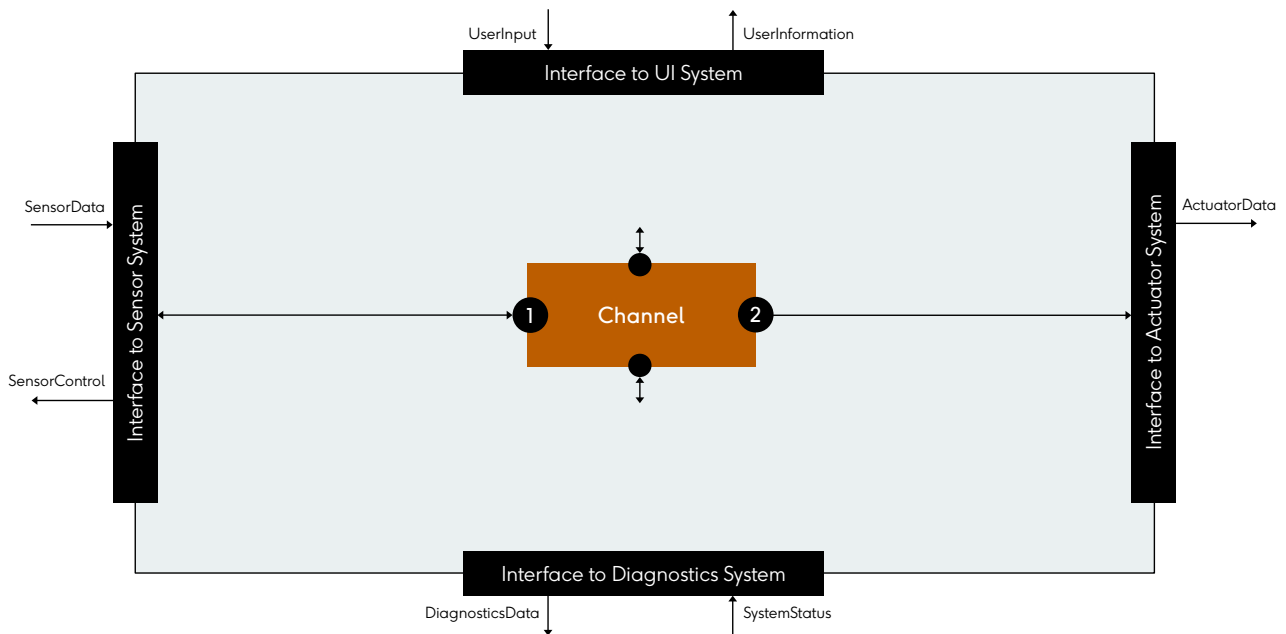 UserInput
UserInformation
Interface to UI System
SensorData
Interface to Sensor System
SensorControl
1
Channel
2
ActuatorData
Interface to Actuator System
Interface to Diagnostics System
DiagnosticsData
SystemStatus